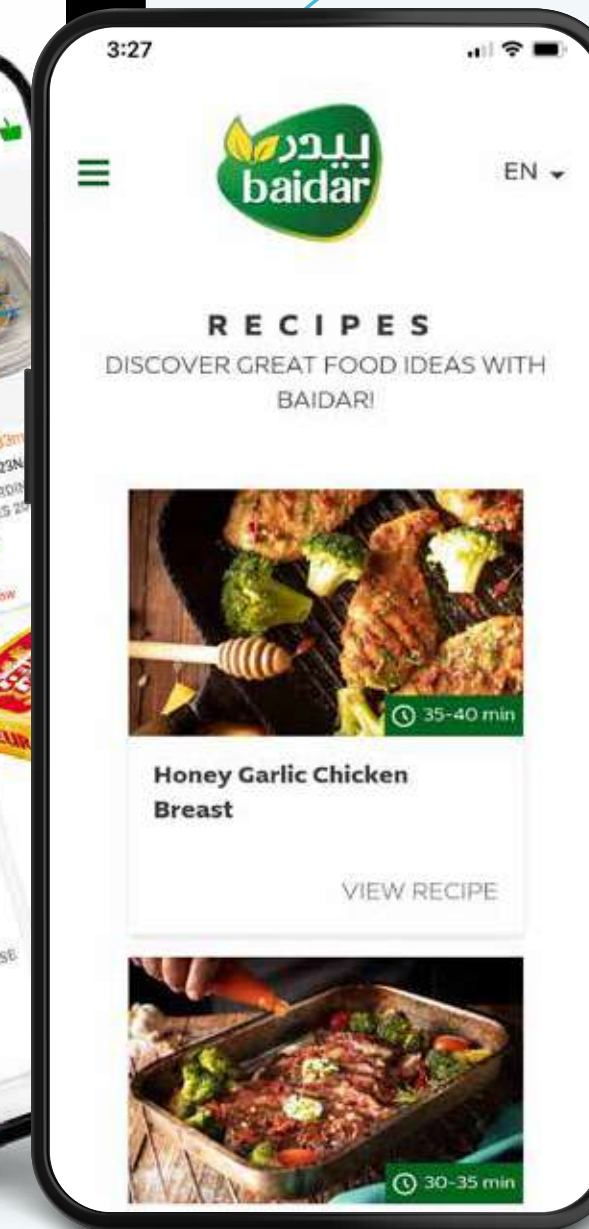 3:27
بيدر
baidar
EN
RECIPES
DISCOVER GREAT FOOD IDEAS WITH
BAIDAR!
35-40 min
Honey Garlic Chicken
Breast
VIEW RECIPE
30-35 min